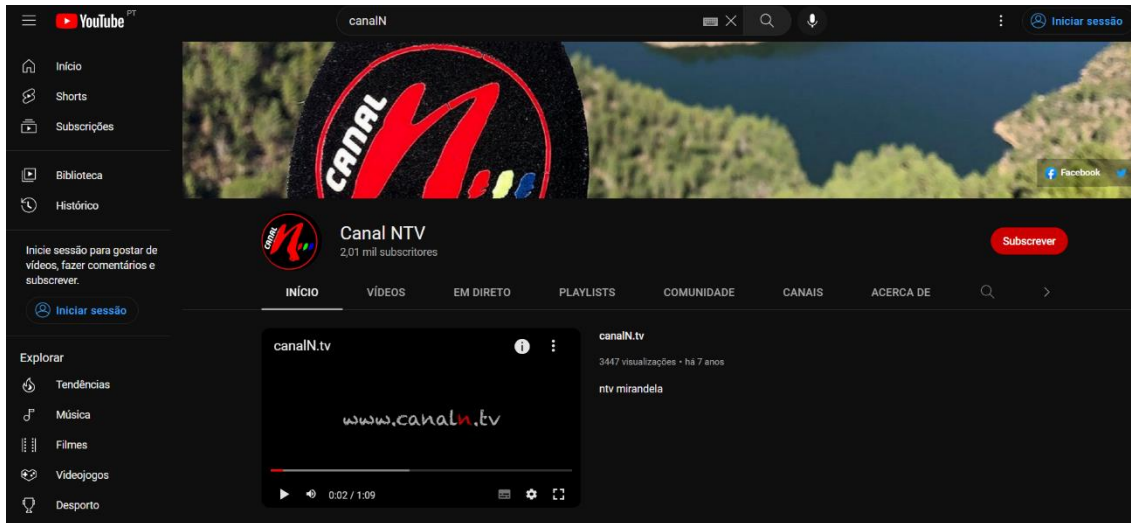 YouTube PT
canalN
Iniciar sessão
Início
Shorts
Subscrições
Biblioteca
Histórico
Inicie sessão para gostar de
vídeos, fazer comentários e
subscrever.
Iniciar sessão
Explorar
Tendências
Música
Filmes
Videojogos
Desporto
CANAL
Facebook
CANAL
Canal NTV
2,01 mil subscritores
Subscrever
INÍCIO VÍDEOS EM DIRETO PLAYLISTS COMUNIDADE CANAIS ACERCA DE
canalN.tv
www.canaln.tv
0:02 / 1:09
canalN.tv
3447 visualizações • há 7 anos
ntv mirandela